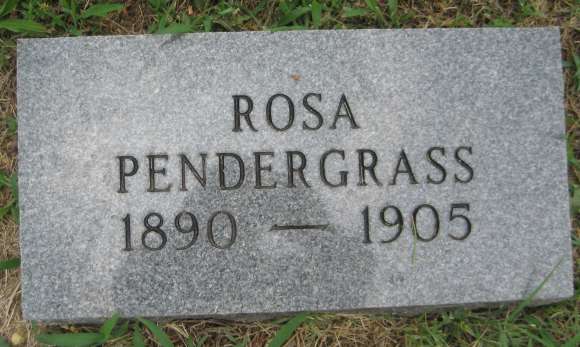 ROSA
PENDERGRASS
1890 — 1905